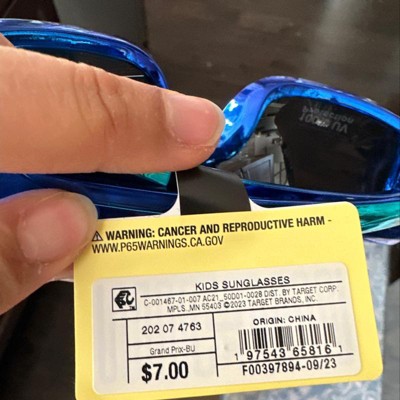 ⚠ WARNING: CANCER AND REPRODUCTIVE HARM -
WWW.P65WARNINGS.CA.GOV
KIDS SUNGLASSES
C-001467-01-007 AC21_50D01-0028 DIST. BY TARGET CORP.
MPLS.,MN 55403 ©2023 TARGET BRANDS, INC.
202 07 4763
ORIGIN: CHINA
Grand Prix-BU
$7.00
1 97543 65816 1
F00397894-09/23
100% UV